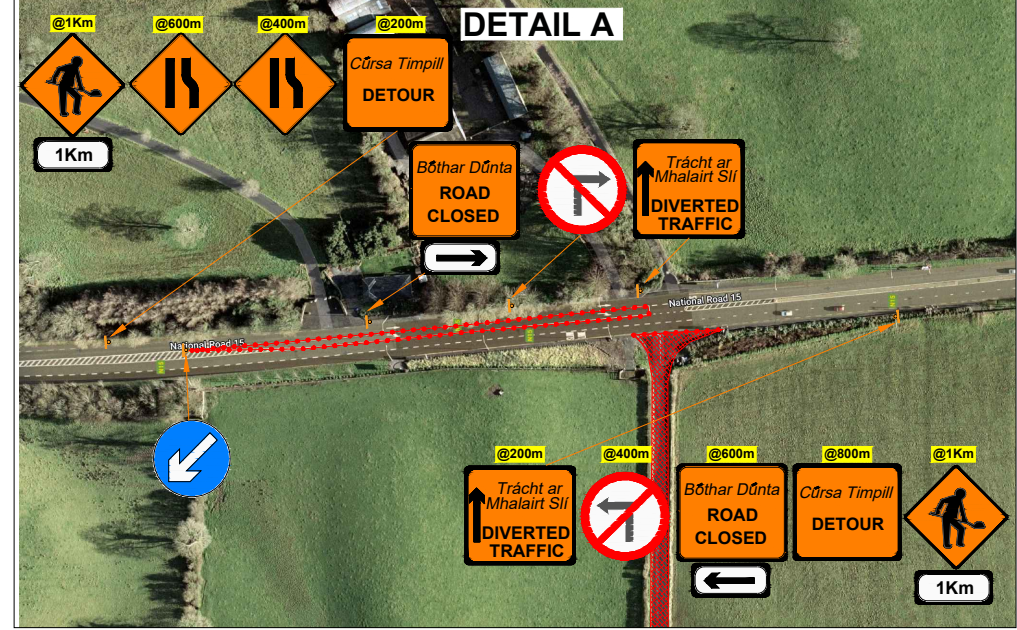 DETAIL A
@1Km
@600m
@400m
@200m
1Km
Cúrsa Timpill
DETOUR
Bóthar Dúnta
ROAD
CLOSED
Trácht ar
Mhalairt Slí
DIVERTED
TRAFFIC
National Road 15
National Road 15
N15
@200m
@400m
@600m
@800m
@1Km
Trácht ar
Mhalairt Slí
DIVERTED
TRAFFIC
Bóthar Dúnta
ROAD
CLOSED
Cúrsa Timpill
DETOUR
1Km